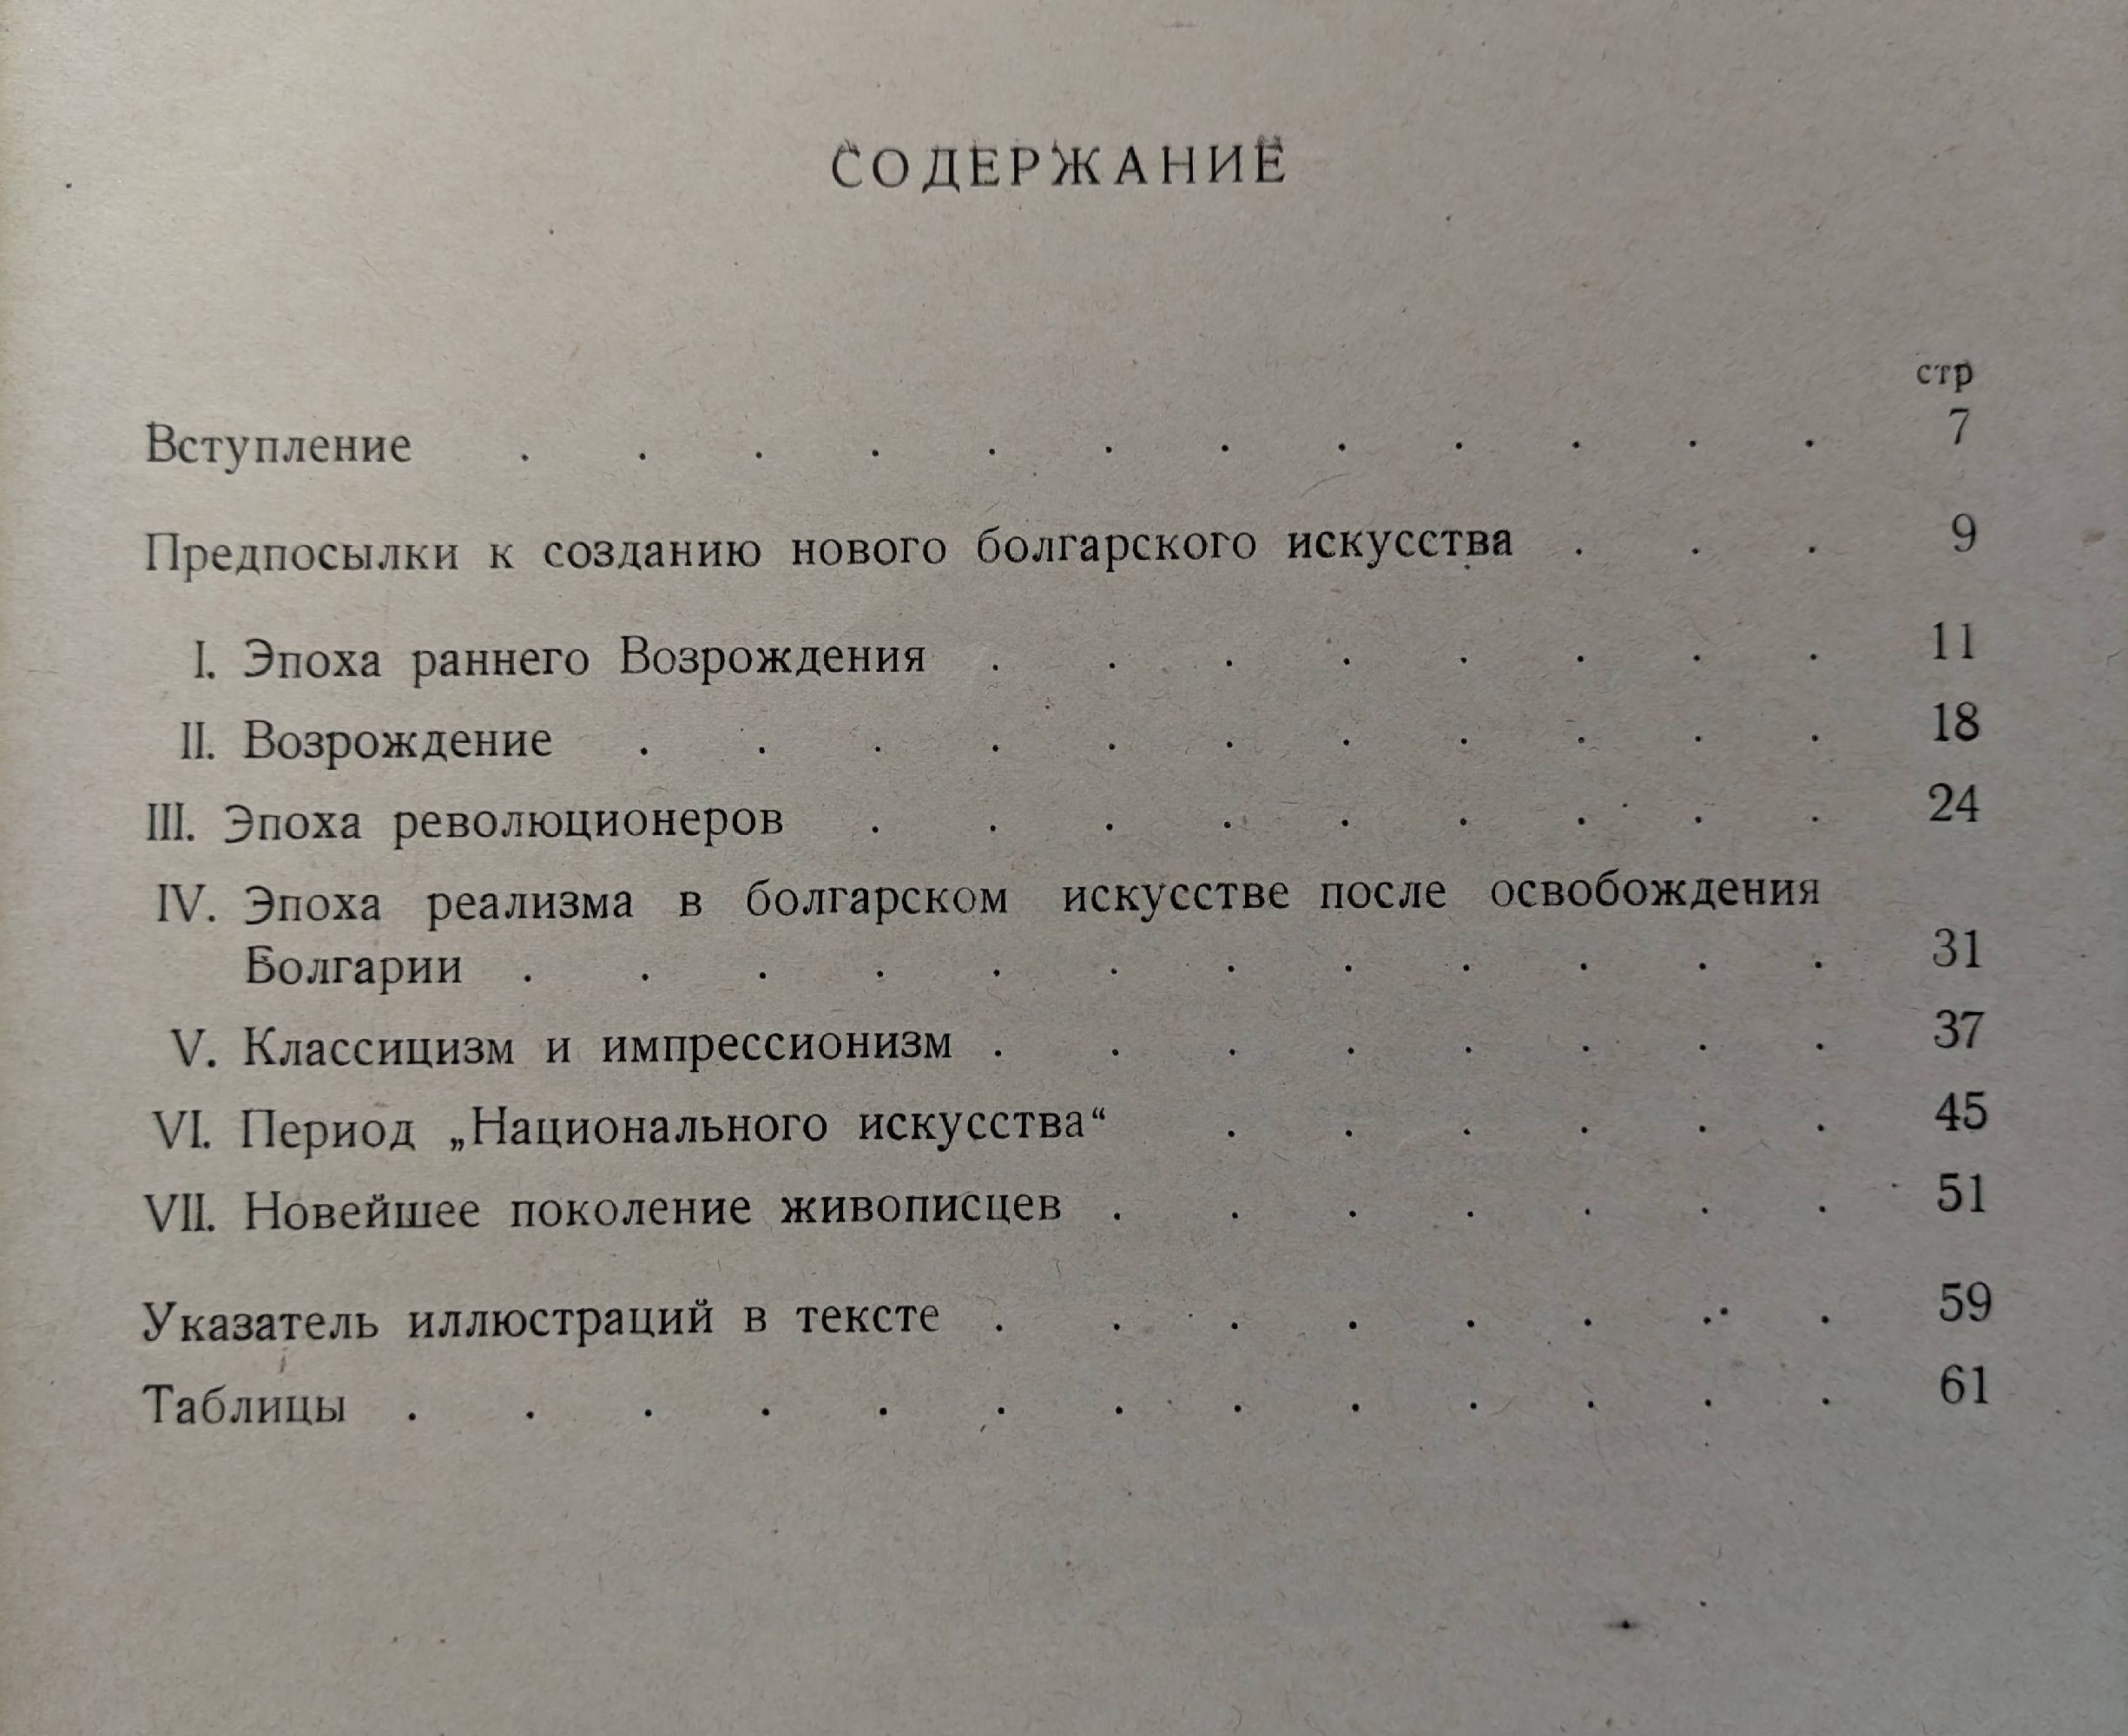 СОДЕРЖАНИЕ
стр
Вступление . . . . . . . . . . . . 7
Предпосылки к созданию нового болгарского искусства . . . 9
I. Эпоха раннего Возрождения . . . . . . . . 11
II. Возрождение . . . . . . . . . . . 18
III. Эпоха революционеров . . . . . . . . . 24
IV. Эпоха реализма в болгарском искусстве после освобождения
Болгарии . . . . . . . . . . . . 31
V. Классицизм и импрессионизм . . . . . . . . 37
VI. Период „Национального искусства“ . . . . . . 45
VII. Новейшее поколение живописцев . . . . . . . 51
Указатель иллюстраций в тексте . . . . . . . . 59
Таблицы . . . . . . . . . . . . . 61